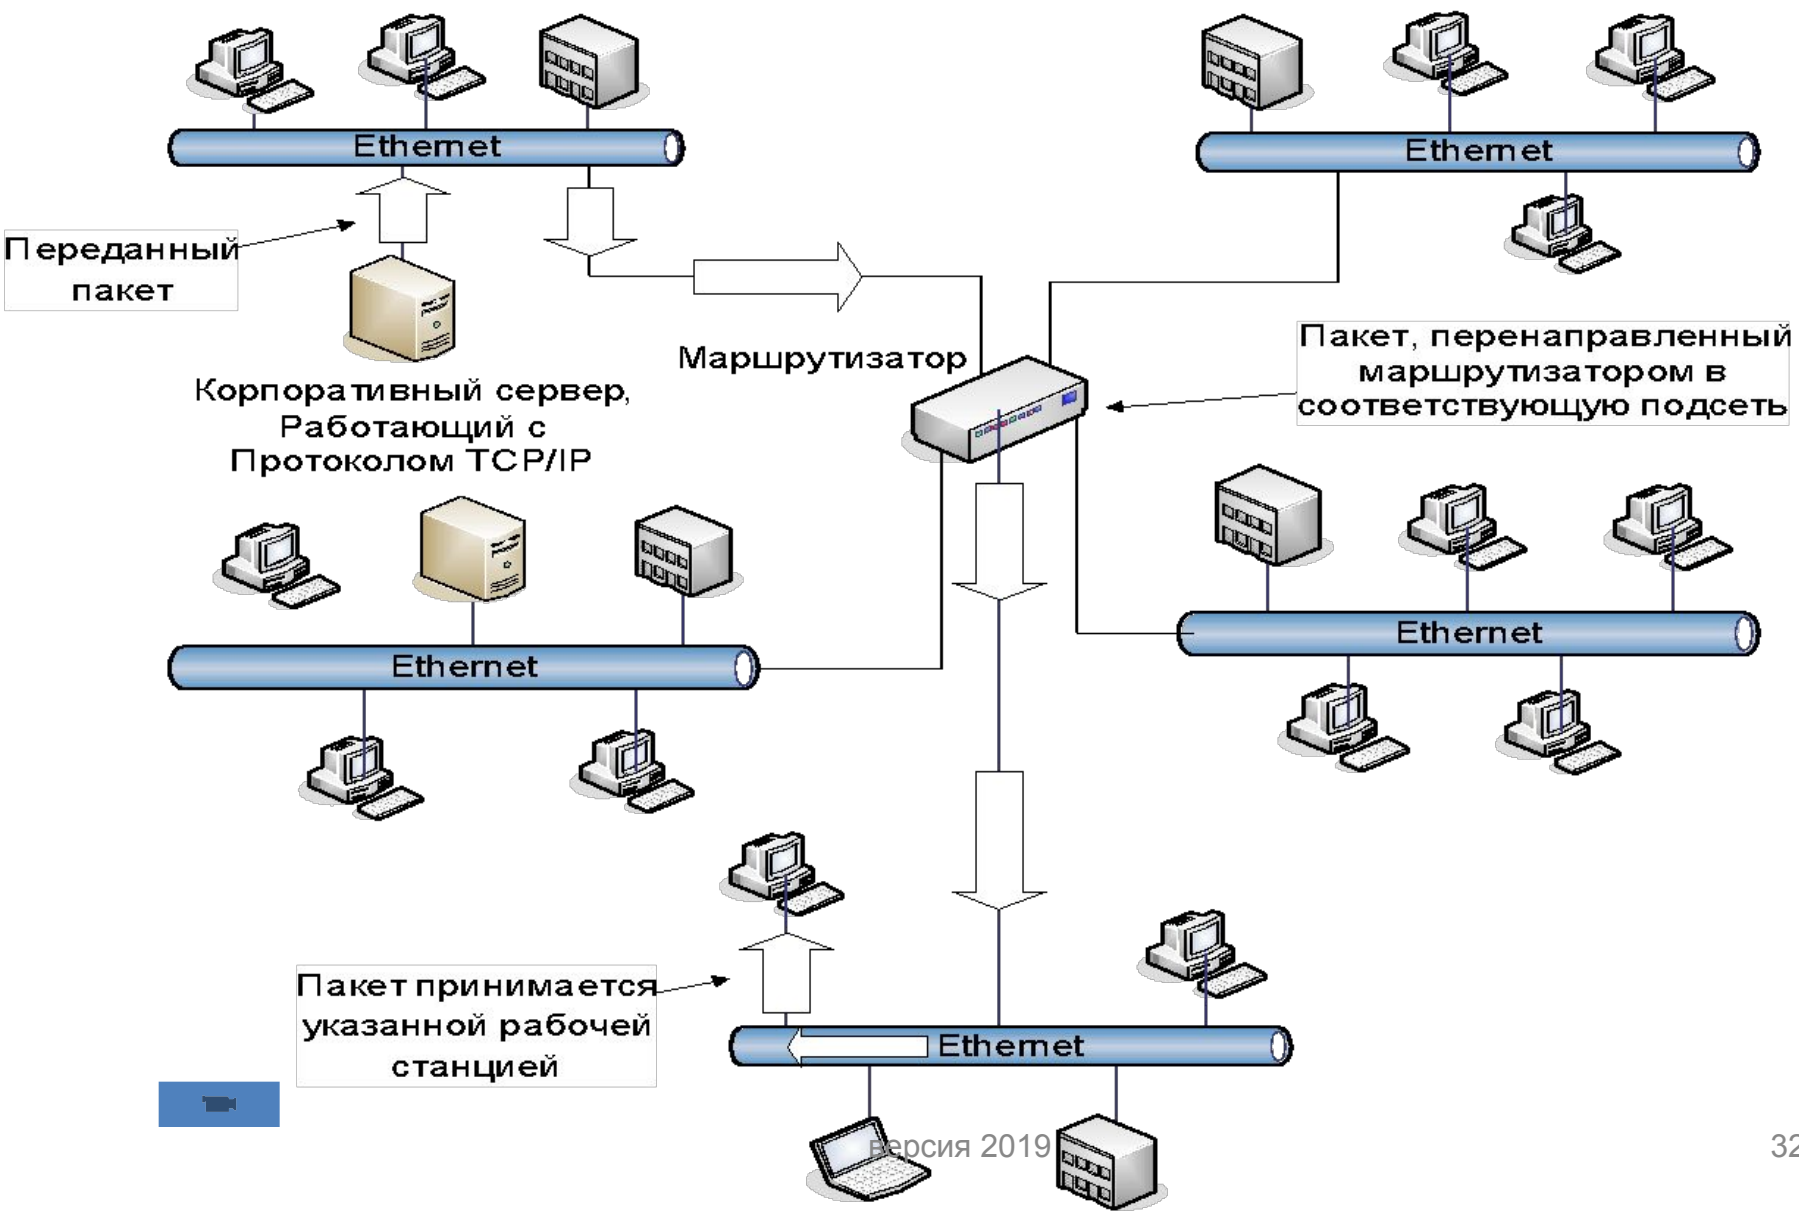 Ethernet
Ethernet
Переданный
пакет
Маршрутизатор
Пакет, перенаправленный
маршрутизатором в
соответствующую подсеть
Корпоративный сервер,
Работающий с
Протоколом TCP/IP
Ethernet
Ethernet
Пакет принимается
указанной рабочей
станцией
Ethernet
версия 2019
32